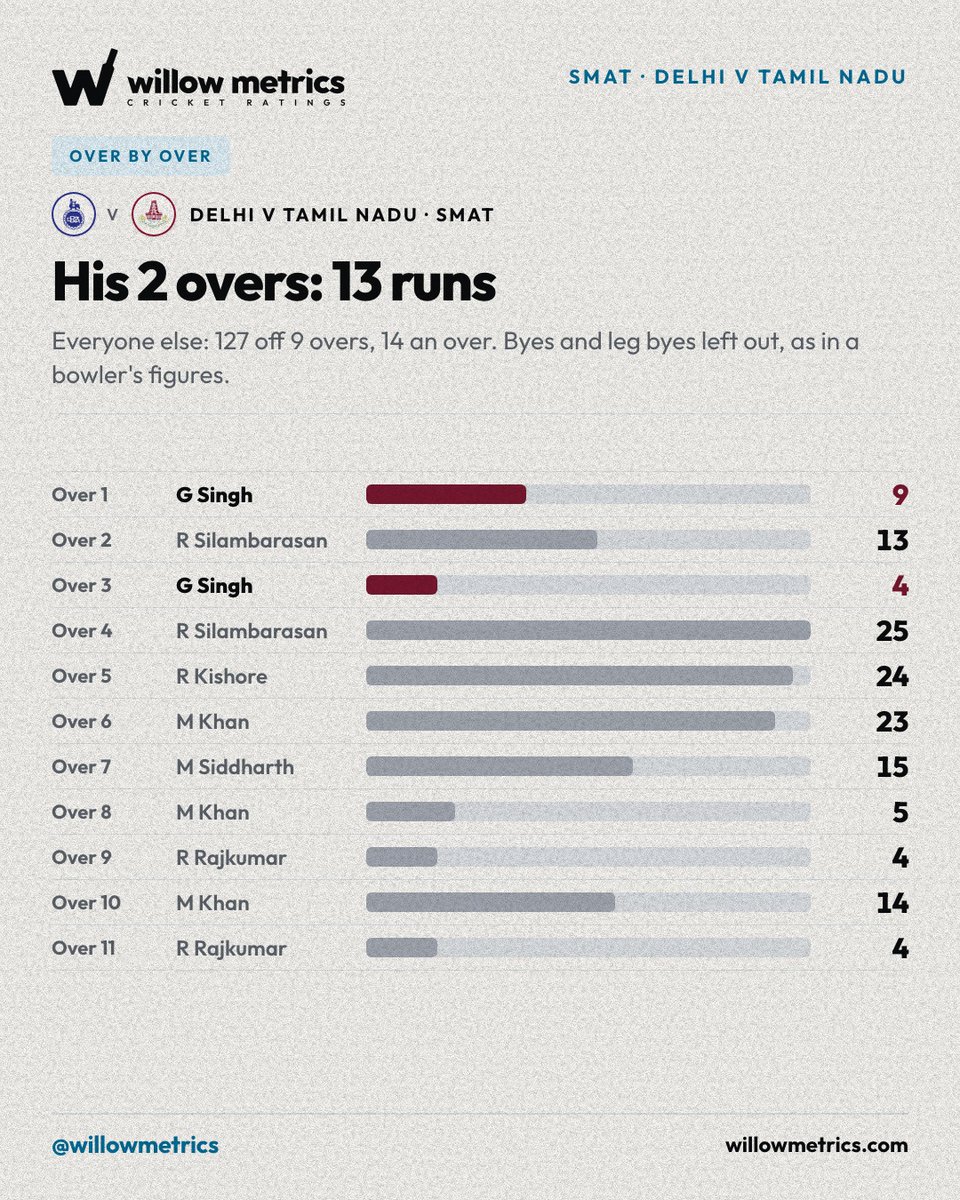 willow metrics
CRICKET RATINGS
SMAT · DELHI V TAMIL NADU
OVER BY OVER
V DELHI V TAMIL NADU · SMAT
His 2 overs: 13 runs
Everyone else: 127 off 9 overs, 14 an over. Byes and leg byes left out, as in a
bowler's figures.
Over 1 G Singh 9
Over 2 R Silambarasan 13
Over 3 G Singh 4
Over 4 R Silambarasan 25
Over 5 R Kishore 24
Over 6 M Khan 23
Over 7 M Siddharth 15
Over 8 M Khan 5
Over 9 R Rajkumar 4
Over 10 M Khan 14
Over 11 R Rajkumar 4
@willowmetrics willowmetrics.com